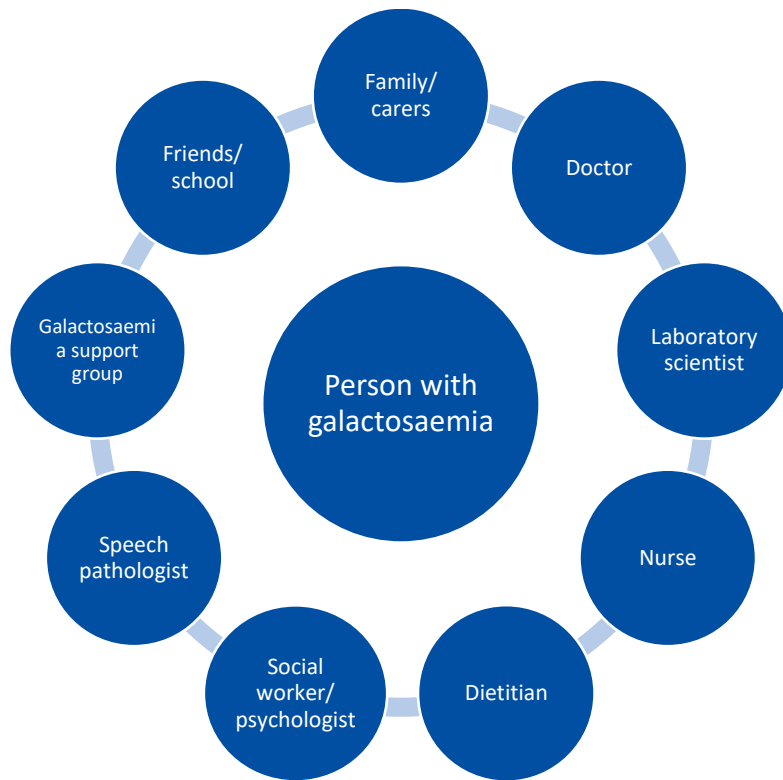 Family/
carers
Doctor
Laboratory
scientist
Nurse
Dietitian
Social
worker/
psychologist
Speech
pathologist
Galactosaemi
a support
group
Friends/
school
Person with
galactosaemia